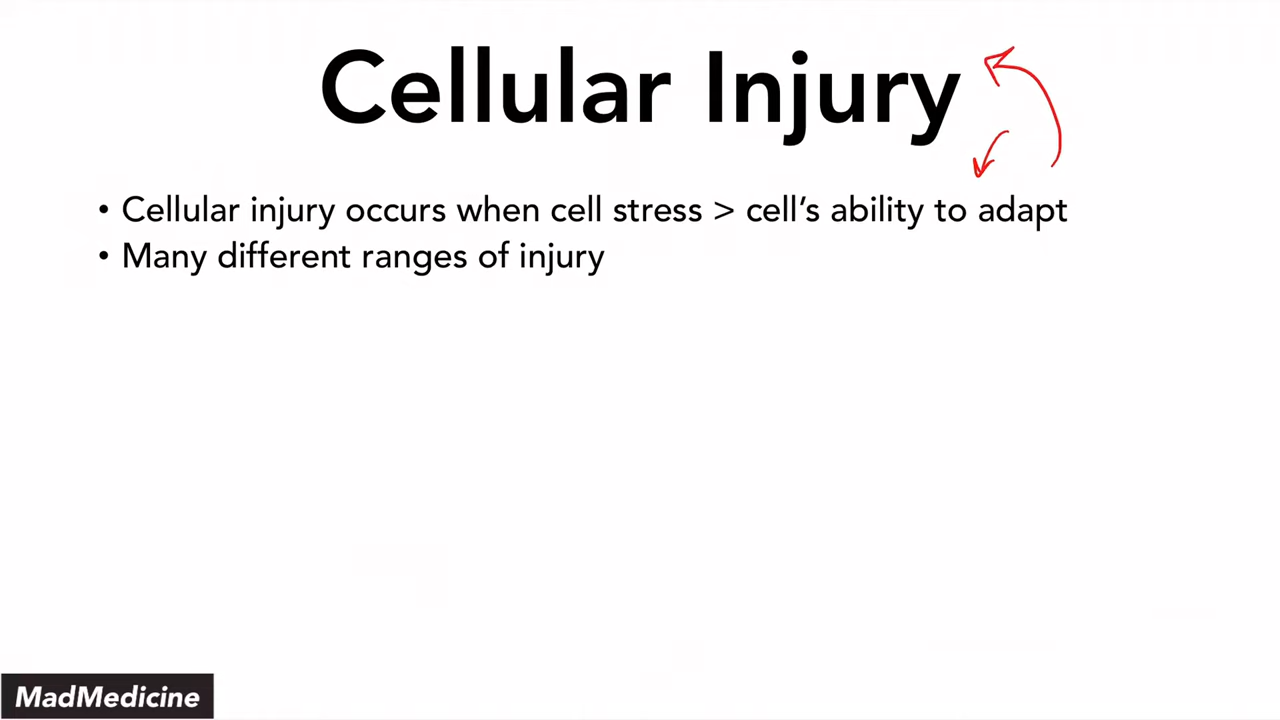 Cellular Injury
• Cellular injury occurs when cell stress > cell’s ability to adapt
• Many different ranges of injury
MadMedicine